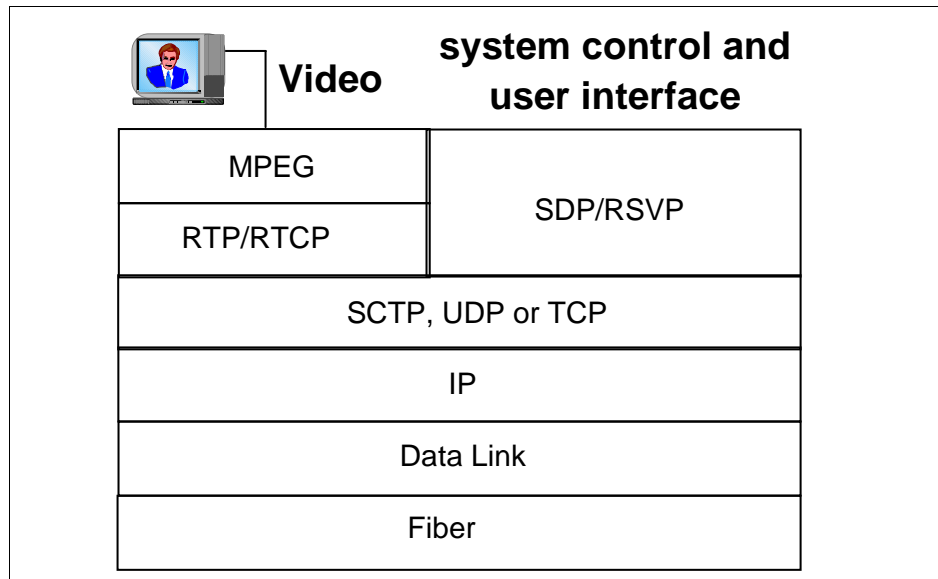 Video
system control and
user interface
MPEG
RTP/RTCP
SDP/RSVP
SCTP, UDP or TCP
IP
Data Link
Fiber